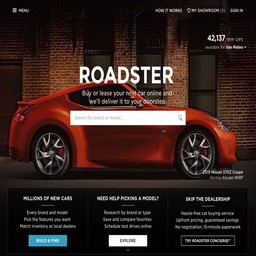 MENU
HOW IT WORKS
MY SHOWROOM (0)
SIGN IN
42,137 new cars
available for San Mateo
ROADSTER
Buy or lease your next car online and
we'll deliver it to your doorstep.
Search for brand or model...
2015 Nissan 370Z Coupe
Starting Roadster MSRP
MILLIONS OF NEW CARS
Every brand and model
Pick the features you want
Match inventory at local dealers
BUILD & FIND
NEED HELP PICKING A MODEL?
Research by brand or type
Save and compare favorites
Schedule test drives online
EXPLORE
SKIP THE DEALERSHIP
Hassle-free car buying service
Upfront pricing, guaranteed savings
No negotiation, 15-minute paperwork
TRY ROADSTER CONCIERGE